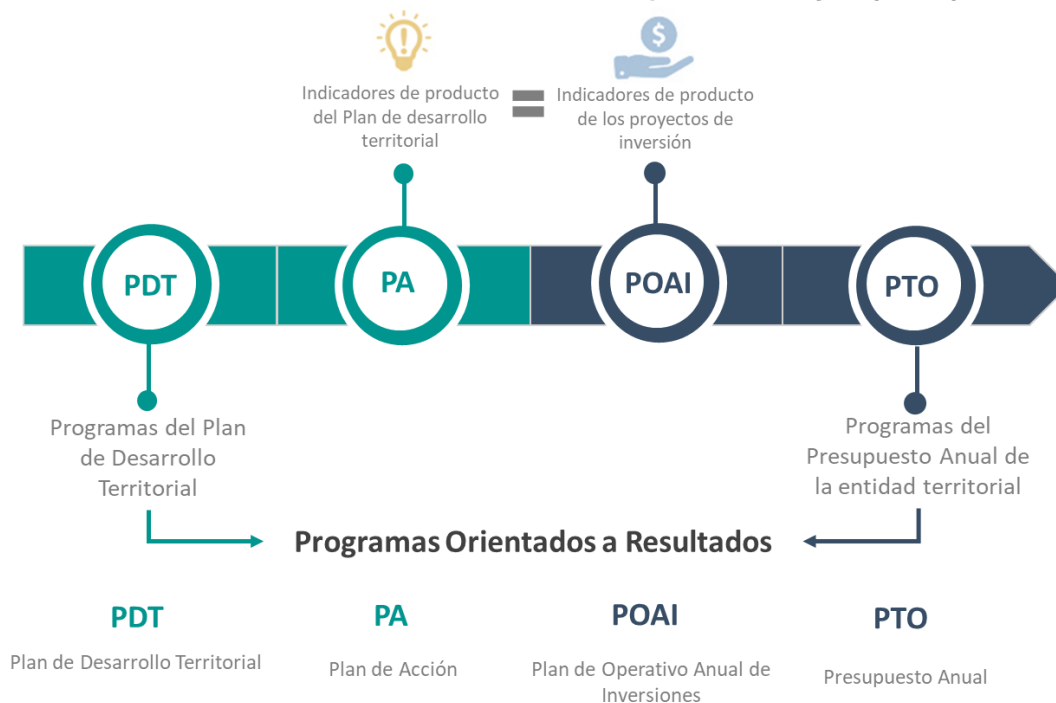 Indicadores de producto
del Plan de desarrollo
territorial
=
Indicadores de producto
de los proyectos de
inversión
$
PDT
PA
POAI
PTO
Programas del Plan
de Desarrollo
Territorial
Programas del
Presupuesto Anual de
la entidad territorial
Programas Orientados a Resultados
PDT
PA
POAI
PTO
Plan de Desarrollo Territorial
Plan de Acción
Plan de Operativo Anual de
Inversiones
Presupuesto Anual